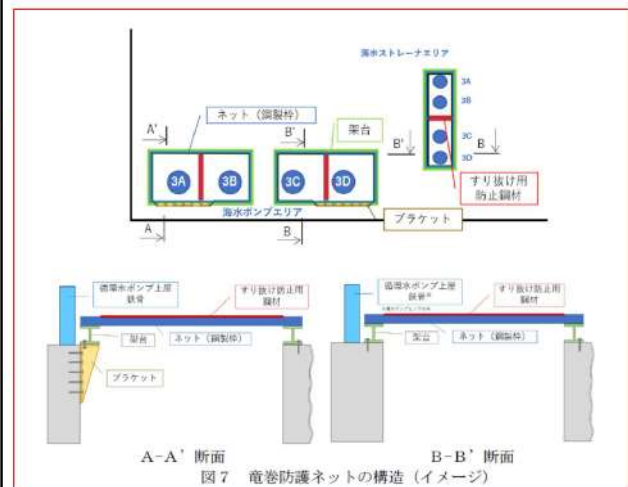 海水ストレーナエリア
3A
3B
3C
3D
ネット（鋼製枠）
架台
A'
B'
B'
B
3A
3B
3C
3D
すり抜け用
防止鋼材
海水ポンプエリア
ブラケット
A
B
循環水ポンプ上屋
鉄骨
すり抜け防止用
鋼材
架台
ネット（鋼製枠）
ブラケット
循環水ポンプ上屋
鉄骨※
すり抜け防止用
鋼材
架台
ネット（鋼製枠）
A-A’断面
B-B’断面
図7 竜巻防護ネットの構造（イメージ）